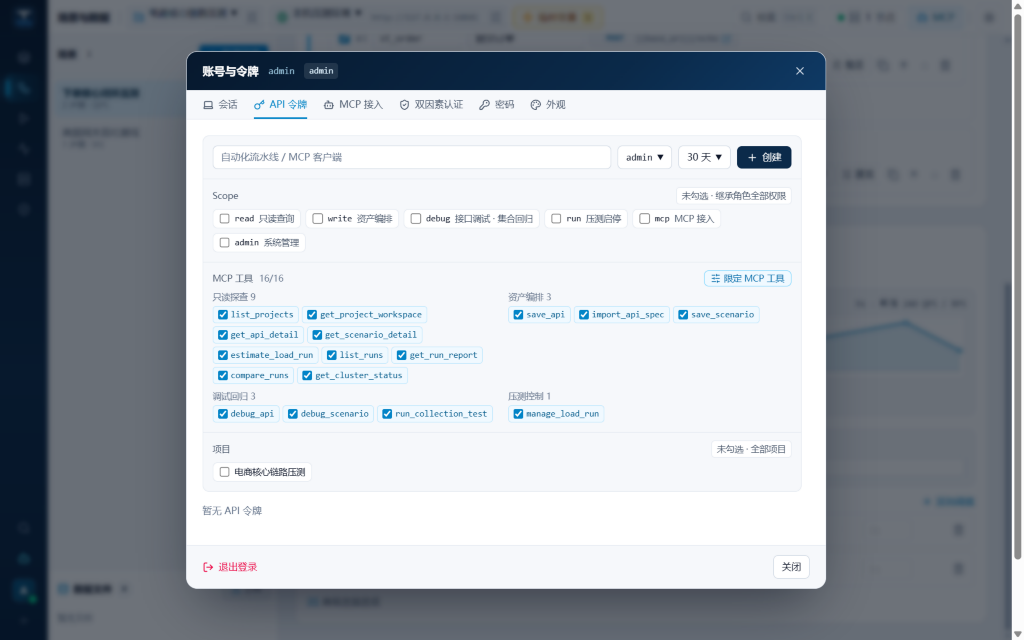 账号与令牌 admin admin
会话 API 令牌 MCP 接入 双因素认证 密码 外观
自动化流水线 / MCP 客户端 admin ▼ 30 天 ▼ + 创建
Scope 未勾选 · 继承角色全部权限
read 只读查询 write 资产编排 debug 接口调试 · 集合回归 run 压测启停 mcp MCP 接入
admin 系统管理
MCP 工具 16/16 限定 MCP 工具
只读探查 9
list_projects get_project_workspace
get_api_detail get_scenario_detail
estimate_load_run list_runs get_run_report
compare_runs get_cluster_status
资产编排 3
save_api import_api_spec save_scenario
调试回归 3
debug_api debug_scenario run_collection_test
压测控制 1
manage_load_run
项目 未勾选 · 全部项目
电商核心链路压测
暂无 API 令牌
退出登录 关闭